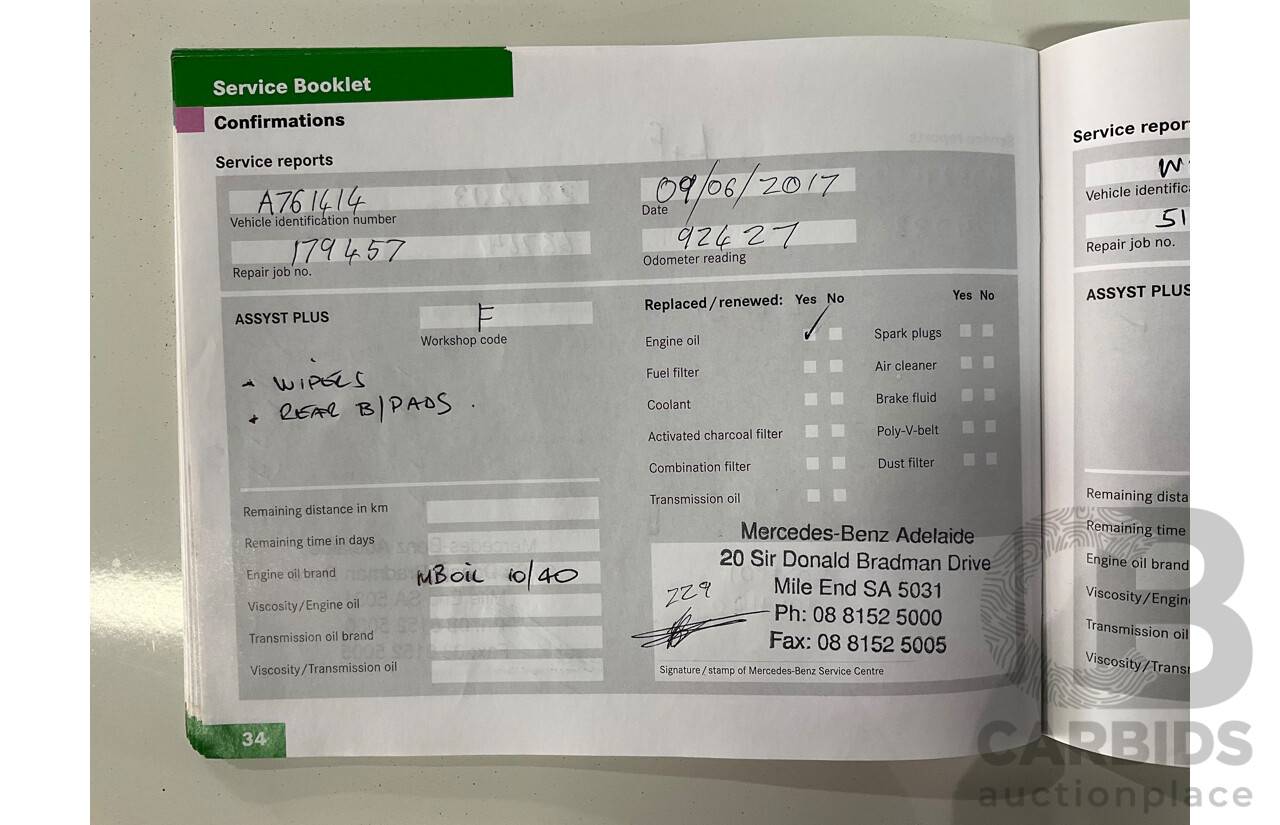 Service Booklet
Confirmations
Service reports
A761414
Vehicle identification number
179457
Repair job no.
09/06/2017
Date
92427
Odometer reading
ASSYST PLUS
F
Workshop code
- WIPERS
+ REAR B/PADS .
Remaining distance in km
Remaining time in days
Engine oil brand MB OIL 10/40
Viscosity/Engine oil
Transmission oil brand
Viscosity/Transmission oil
Replaced/renewed: Yes No
Engine oil
Fuel filter
Coolant
Activated charcoal filter
Combination filter
Transmission oil
Yes No
Spark plugs
Air cleaner
Brake fluid
Poly-V-belt
Dust filter
Mercedes-Benz Adelaide
20 Sir Donald Bradman Drive
Mile End SA 5031
Ph: 08 8152 5000
Fax: 08 8152 5005
229
Signature/stamp of Mercedes-Benz Service Centre
34
Service repor
W
Vehicle identific
51
Repair job no.
ASSYST PLUS
Remaining dista
Remaining time
Engine oil brand
Viscosity/Engin
Transmission oil
Viscosity/Trans
CARBIDS
auctionplace